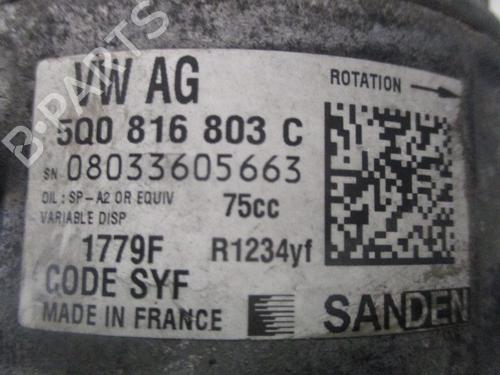 B-PARTS
VW AG
ROTATION
5Q0 816 803 C
SN 08033605663
OIL : SP-A2 OR EQUIV 75cc
VARIABLE DISP
1779F R1234yf
CODE SYF
MADE IN FRANCE SANDEN